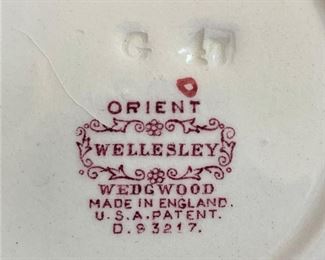 G
ORIENT
WELLESLEY
WEDGWOOD
MADE IN ENGLAND.
U.S.A. PATENT.
D.93217.